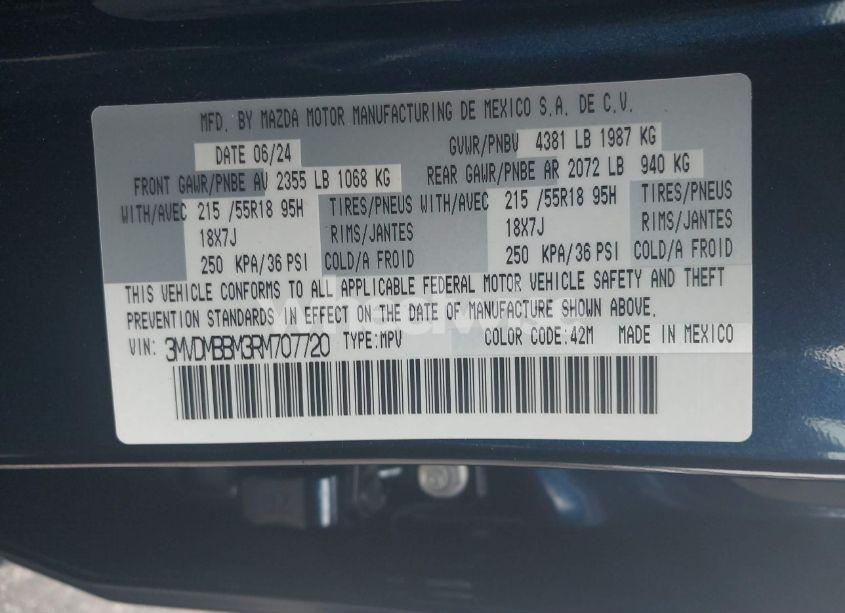 MFD. BY MAZDA MOTOR MANUFACTURING DE MEXICO S.A. DE C.V.
DATE 06/24 GVWR/PNBV 4381 LB 1987 KG
FRONT GAWR/PNBE AV 2355 LB 1068 KG REAR GAWR/PNBE AR 2072 LB 940 KG
WITH/AVEC 215 /55R18 95H TIRES/PNEUS WITH/AVEC 215 /55R18 95H TIRES/PNEUS
18X7J RIMS/JANTES 18X7J RIMS/JANTES
250 KPA/36 PSI COLD/A FROID 250 KPA/36 PSI COLD/A FROID
THIS VEHICLE CONFORMS TO ALL APPLICABLE FEDERAL MOTOR VEHICLE SAFETY AND THEFT
PREVENTION STANDARDS IN EFFECT ON THE DATE OF MANUFACTURE SHOWN ABOVE.
VIN: 3MVDMBBM3RM707720 TYPE:MPV COLOR CODE:42M MADE IN MEXICO